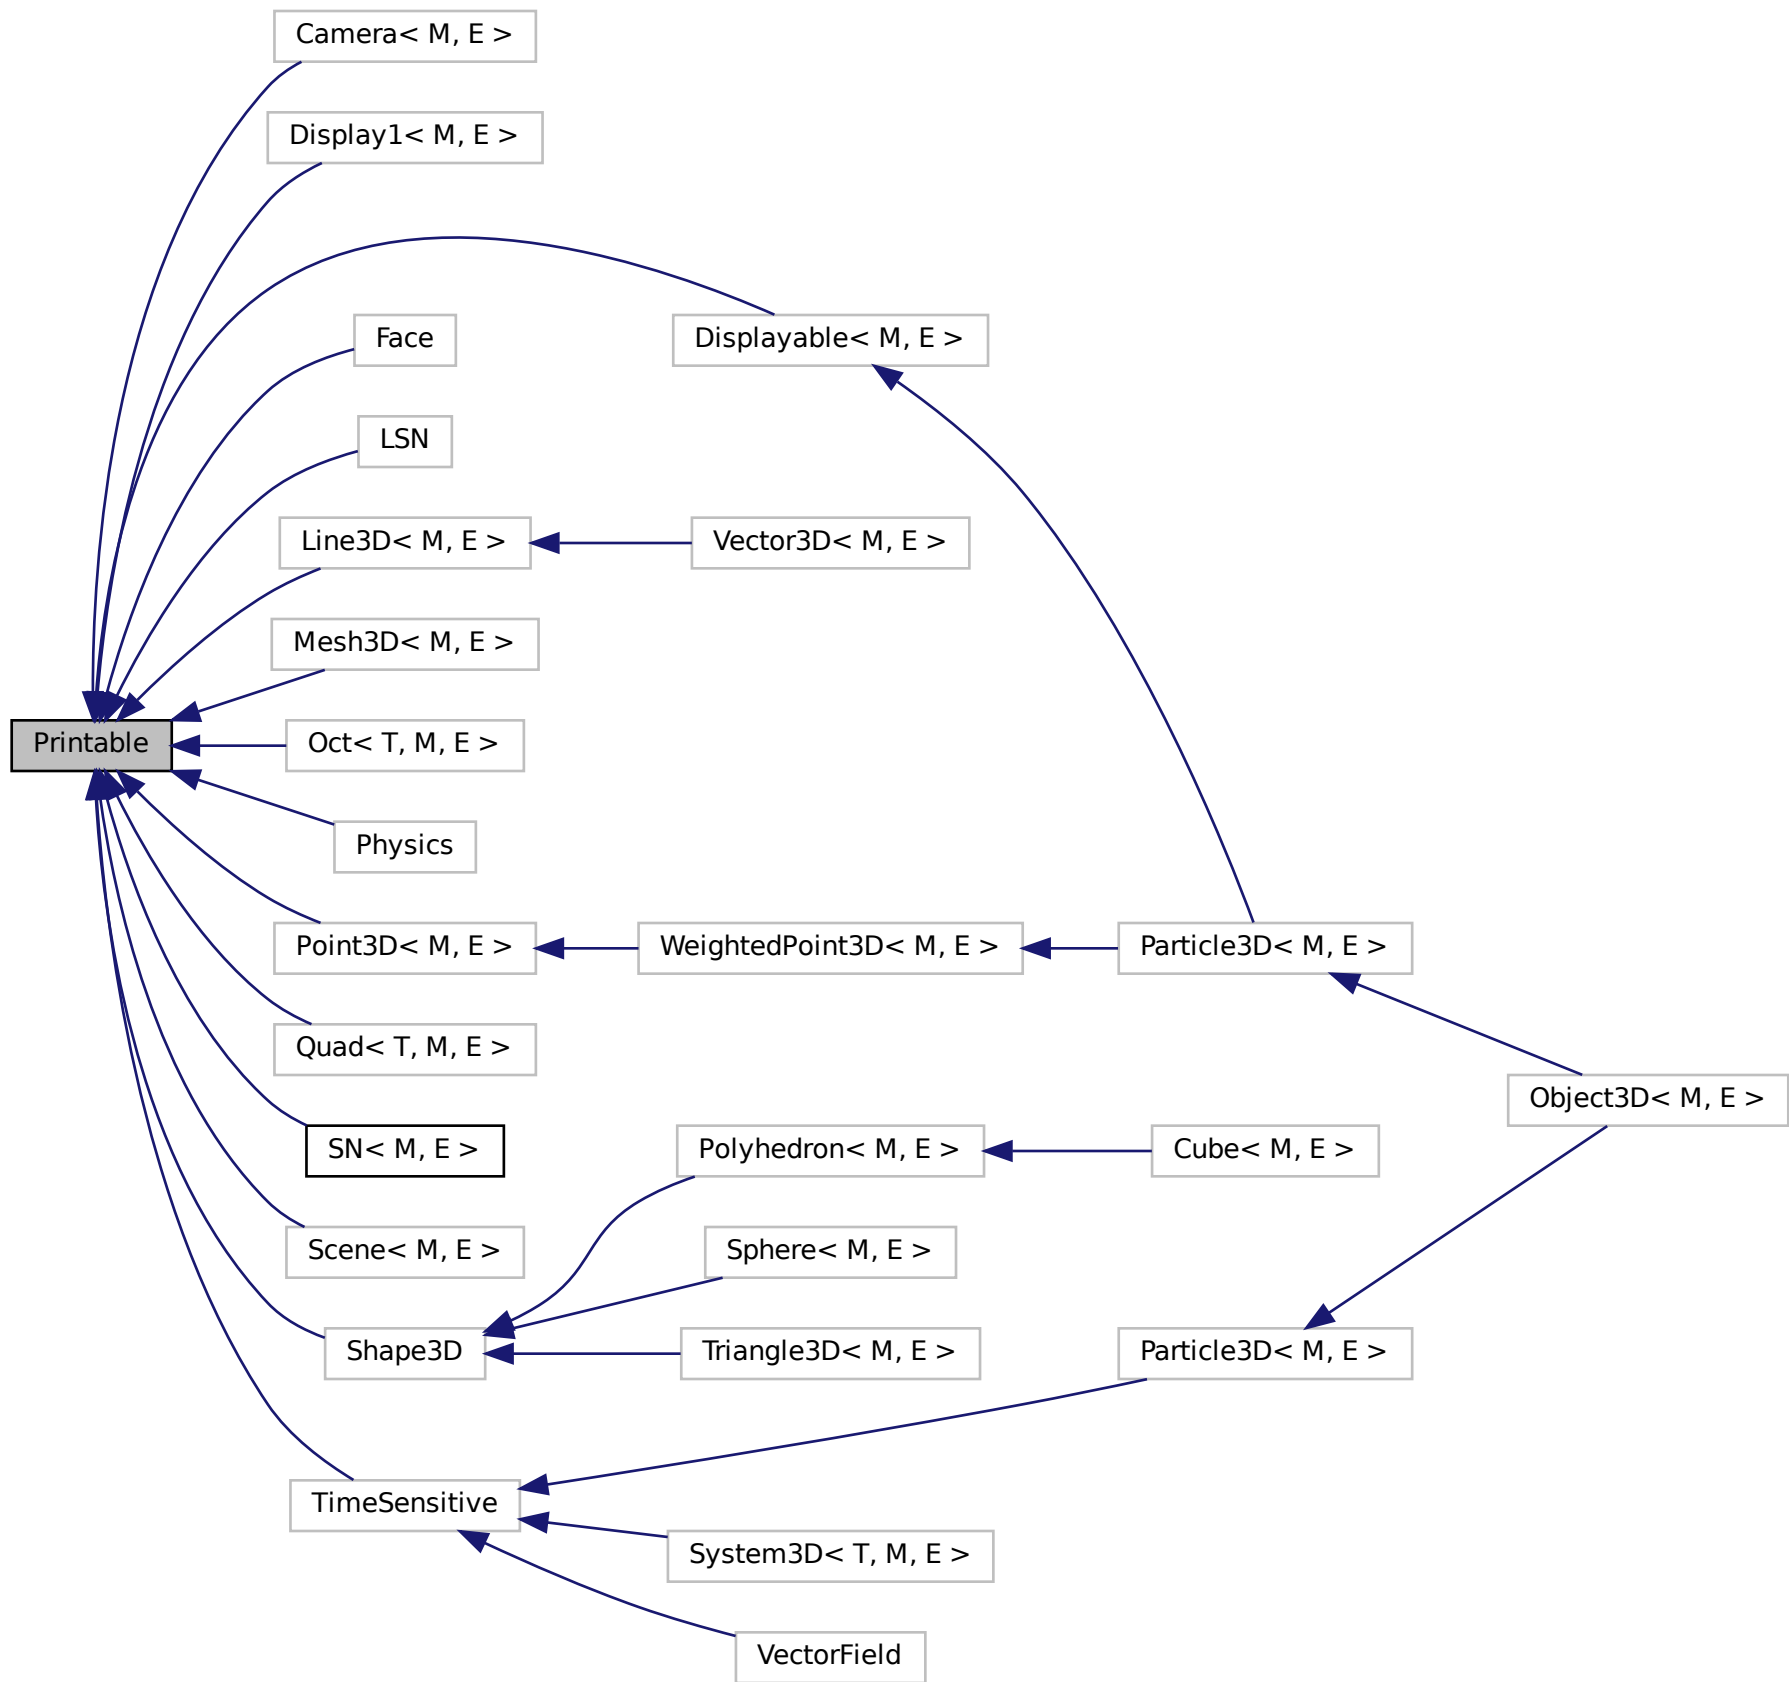 Camera< M, E >
Display1< M, E >
Face
Displayable< M, E >
LSN
Line3D< M, E >
Vector3D< M, E >
Mesh3D< M, E >
Printable
Oct< T, M, E >
Physics
Point3D< M, E >
WeightedPoint3D< M, E >
Particle3D< M, E >
Quad< T, M, E >
Object3D< M, E >
SN< M, E >
Polyhedron< M, E >
Cube< M, E >
Scene< M, E >
Sphere< M, E >
Shape3D
Triangle3D< M, E >
Particle3D< M, E >
TimeSensitive
System3D< T, M, E >
VectorField